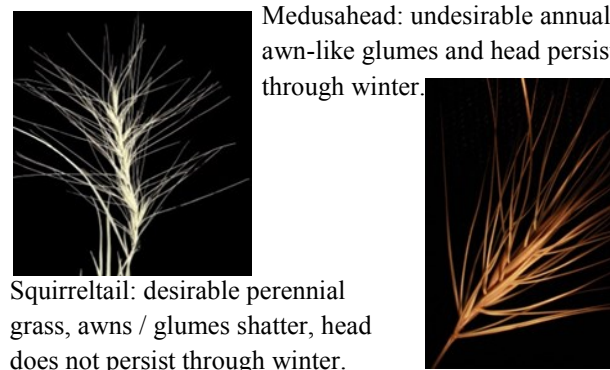 Medusahead: undesirable annual
awn-like glumes and head persis
through winter.
Squirreltail: desirable perennial
grass, awns / glumes shatter, head
does not persist through winter.